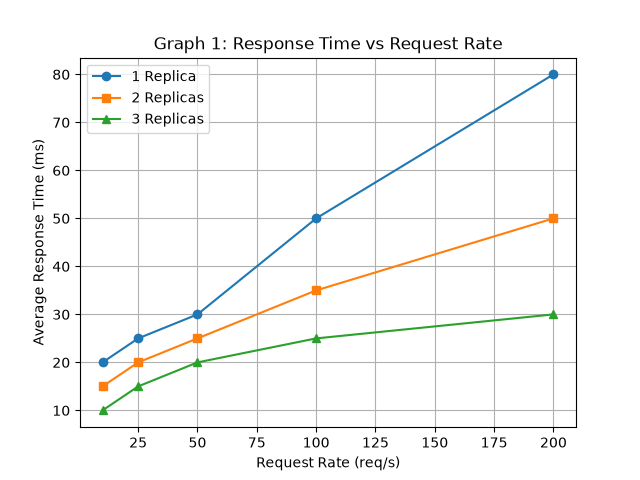 Graph 1: Response Time vs Request Rate
1 Replica
2 Replicas
3 Replicas
Average Response Time (ms)
80
70
60
50
40
30
20
10
25 50 75 100 125 150 175 200
Request Rate (req/s)